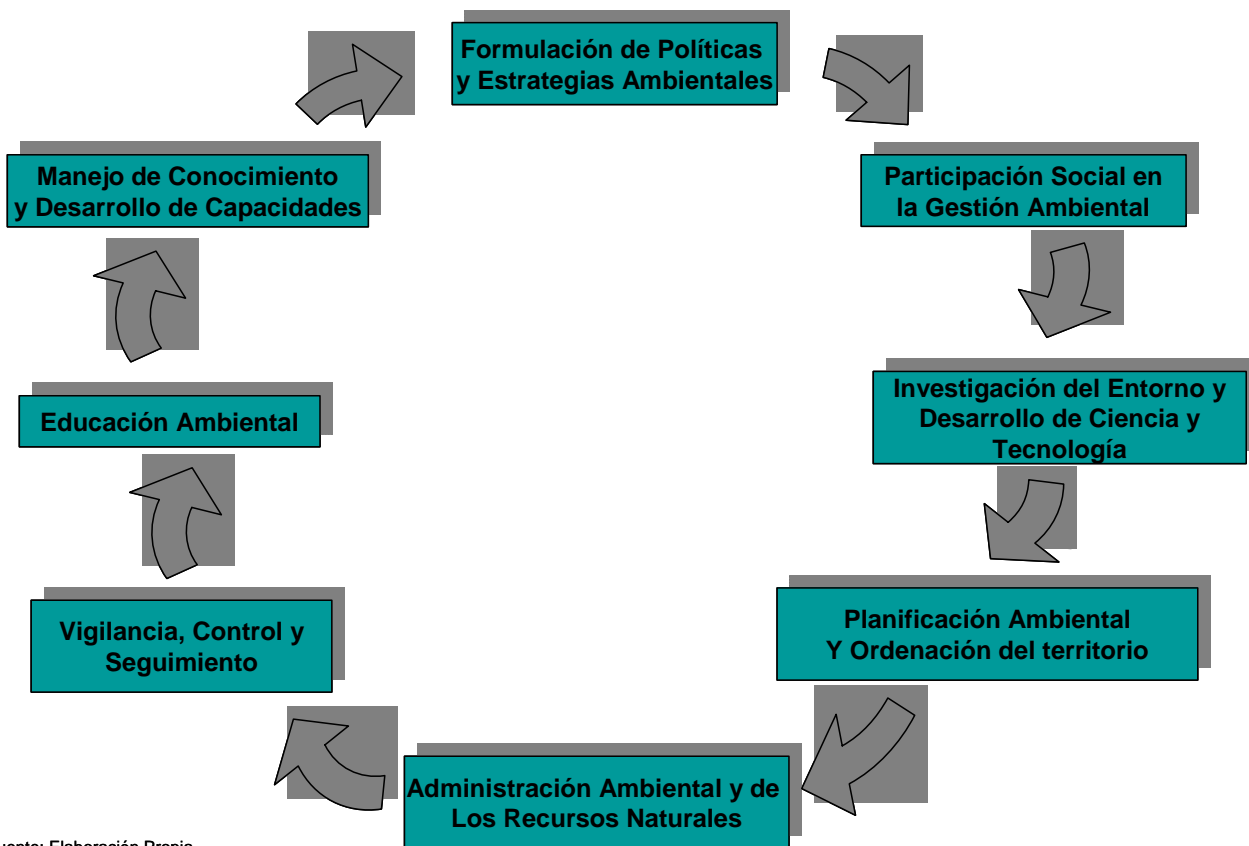 Formulación de Políticas
y Estrategias Ambientales
Participación Social en
la Gestión Ambiental
Investigación del Entorno y
Desarrollo de Ciencia y
Tecnología
Planificación Ambiental
Y Ordenación del territorio
Administración Ambiental y de
Los Recursos Naturales
Vigilancia, Control y
Seguimiento
Educación Ambiental
Manejo de Conocimiento
y Desarrollo de Capacidades
Elaboración Propia